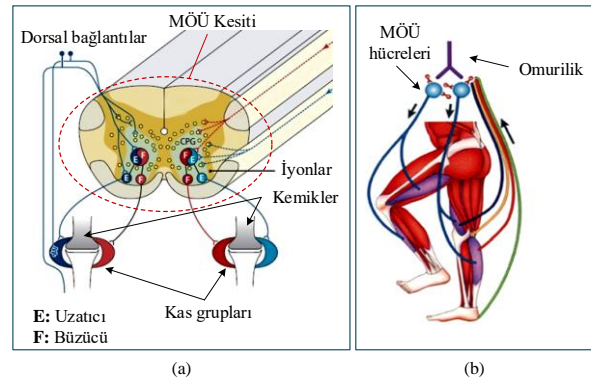 MÖÜ Kesiti
Dorsal bağlantılar
CPG
E
F
F
E
E
F
F
E
İyonlar
Kemikler
Kas grupları
E: Uzatıcı
F: Büzücü
(a)
MÖÜ
hücreleri
Omurilik
(b)